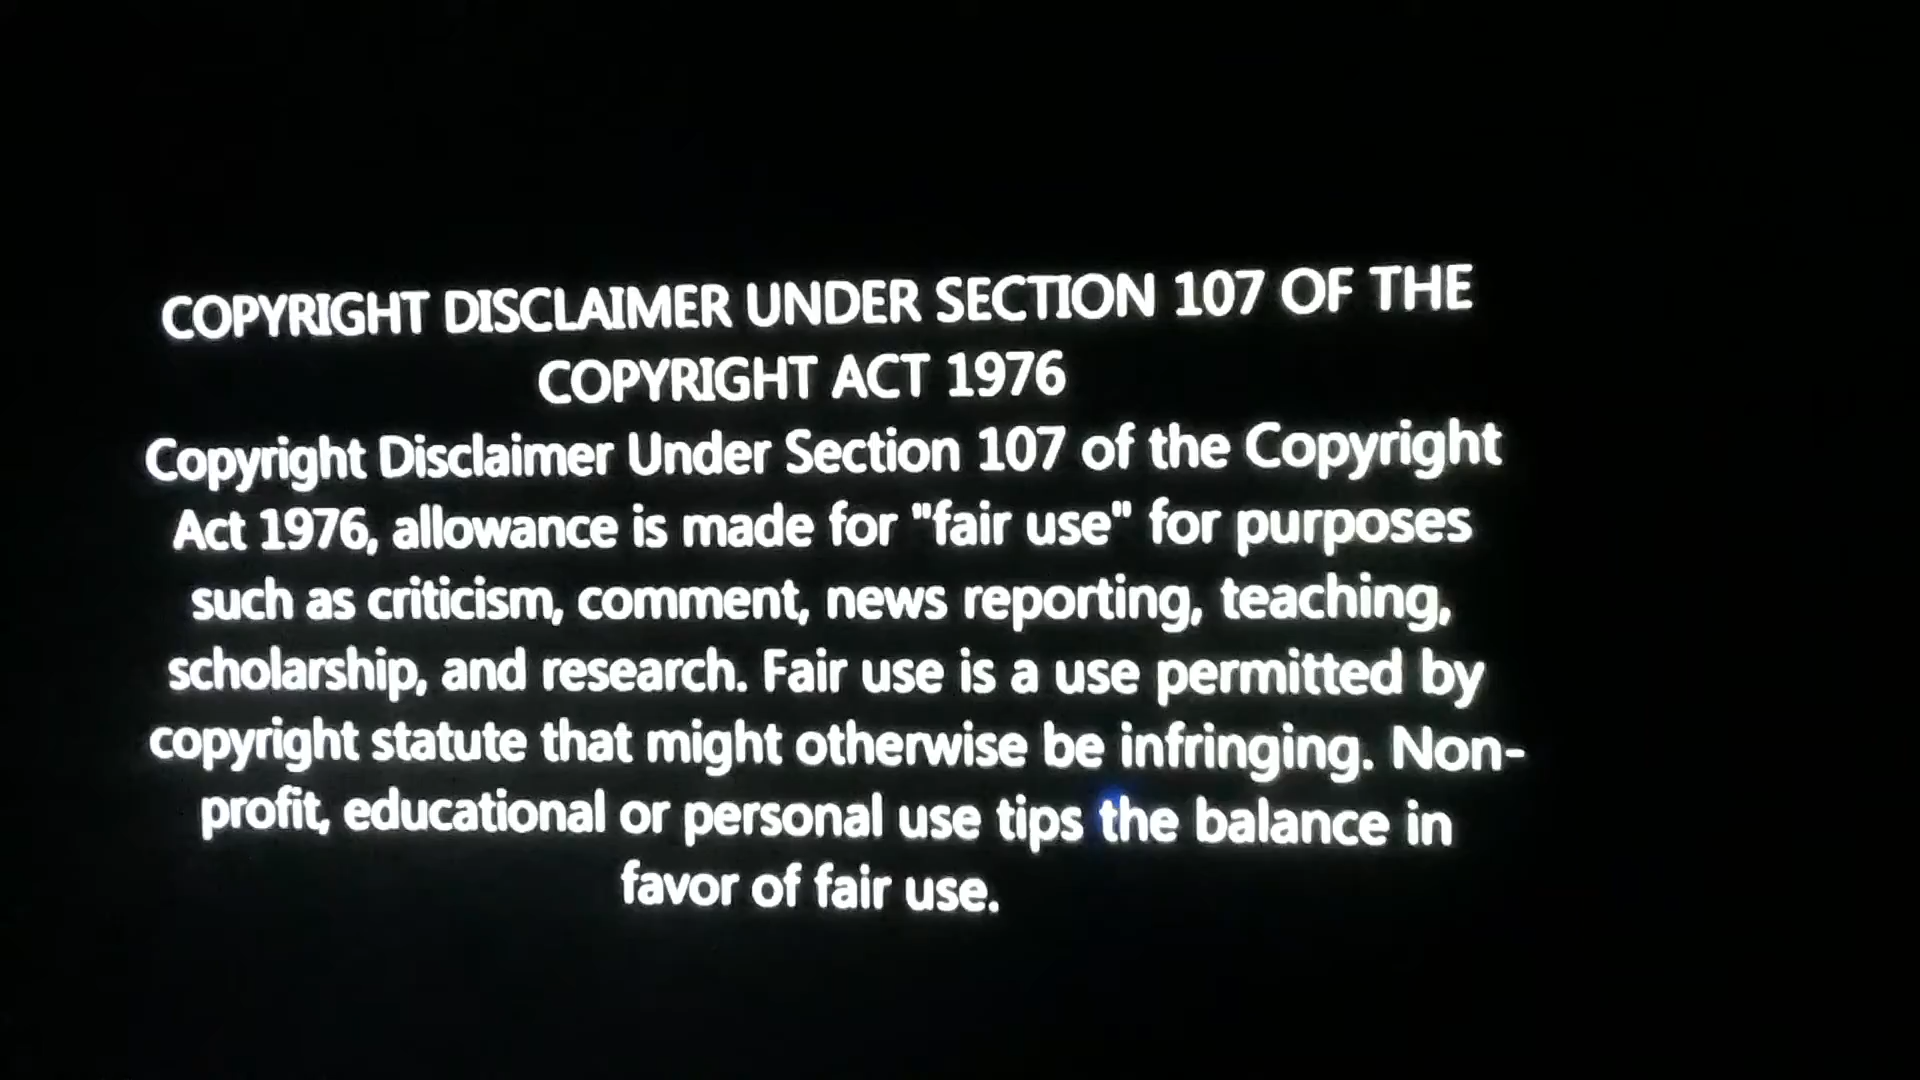 COPYRIGHT DISCLAIMER UNDER SECTION 107 OF THE
COPYRIGHT ACT 1976
Copyright Disclaimer Under Section 107 of the Copyright
Act 1976, allowance is made for "fair use" for purposes
such as criticism, comment, news reporting, teaching,
scholarship, and research. Fair use is a use permitted by
copyright statute that might otherwise be infringing. Non-
profit, educational or personal use tips the balance in
favor of fair use.